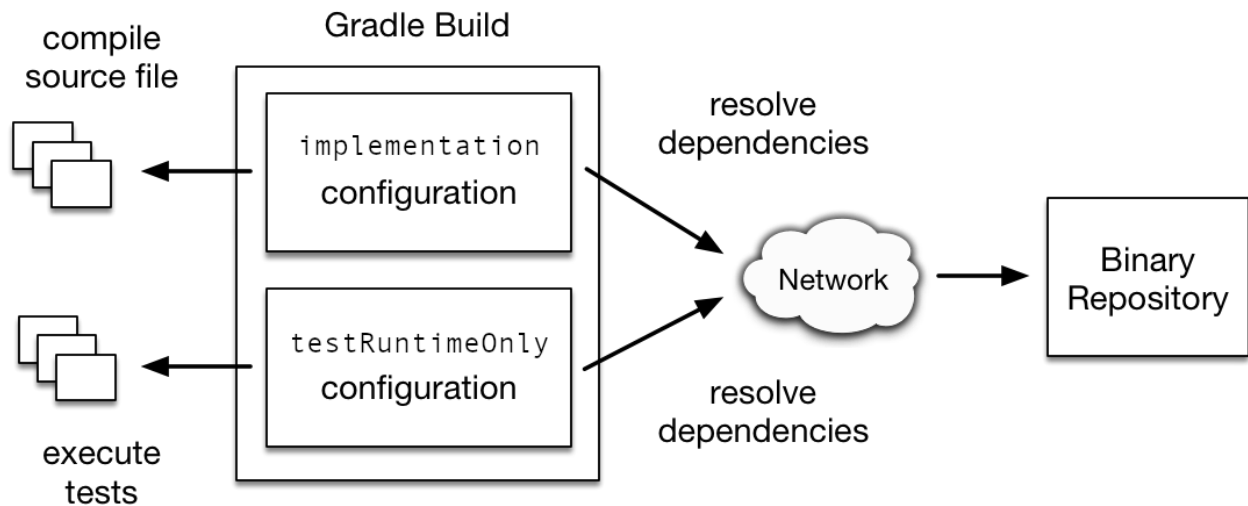 Gradle Build
compile
source file
implementation
configuration
resolve
dependencies
Network
Binary
Repository
testRuntimeOnly
configuration
resolve
dependencies
execute
tests